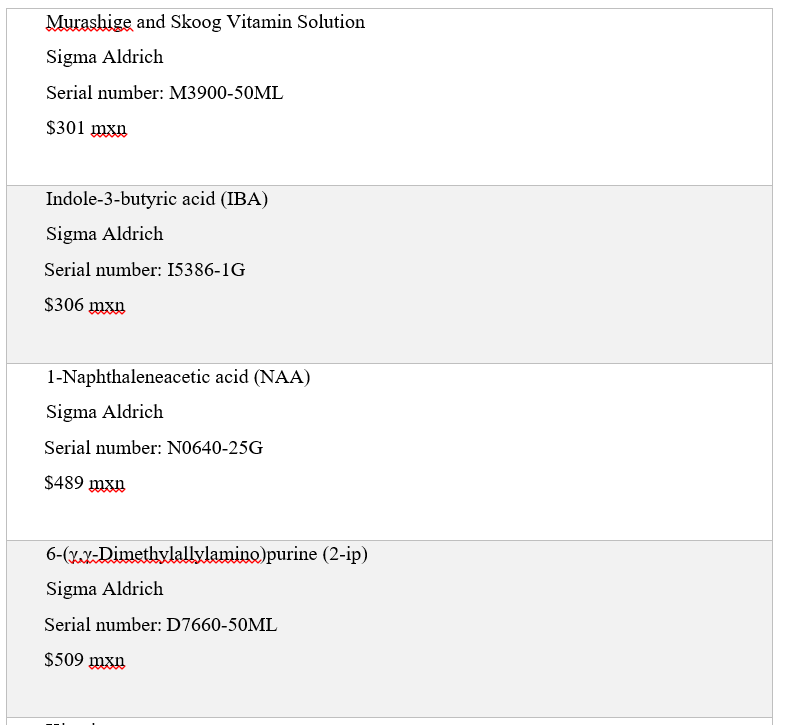 Murashige and Skoog Vitamin Solution
Sigma Aldrich
Serial number: M3900-50ML
$301 mxn
Indole-3-butyric acid (IBA)
Sigma Aldrich
Serial number: I5386-1G
$306 mxn
1-Naphthaleneacetic acid (NAA)
Sigma Aldrich
Serial number: N0640-25G
$489 mxn
6-(γ,γ-Dimethylallylamino)purine (2-ip)
Sigma Aldrich
Serial number: D7660-50ML
$509 mxn